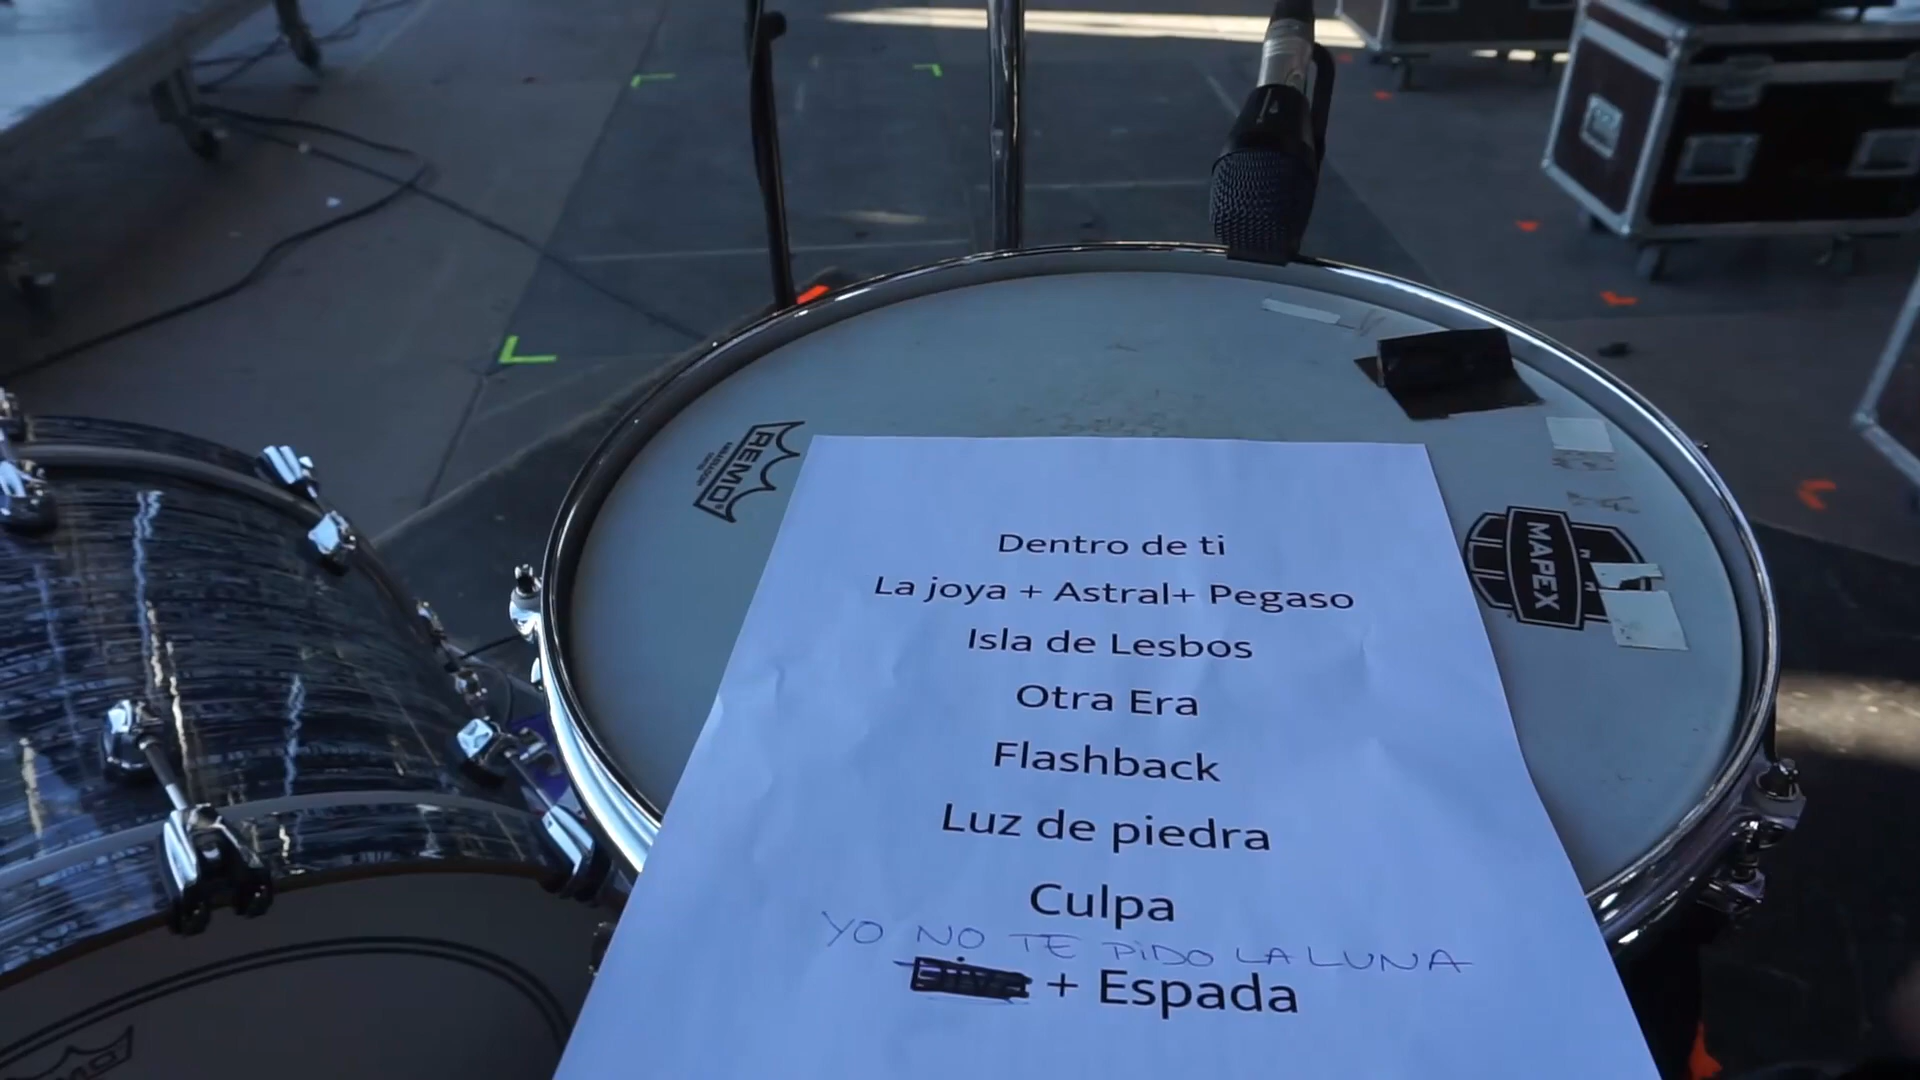 REMO
MAPEX
Dentro de ti
La joya + Astral+ Pegaso
Isla de Lesbos
Otra Era
Flashback
Luz de piedra
Culpa
YO NO TE PIDO LA LUNA
+ Espada